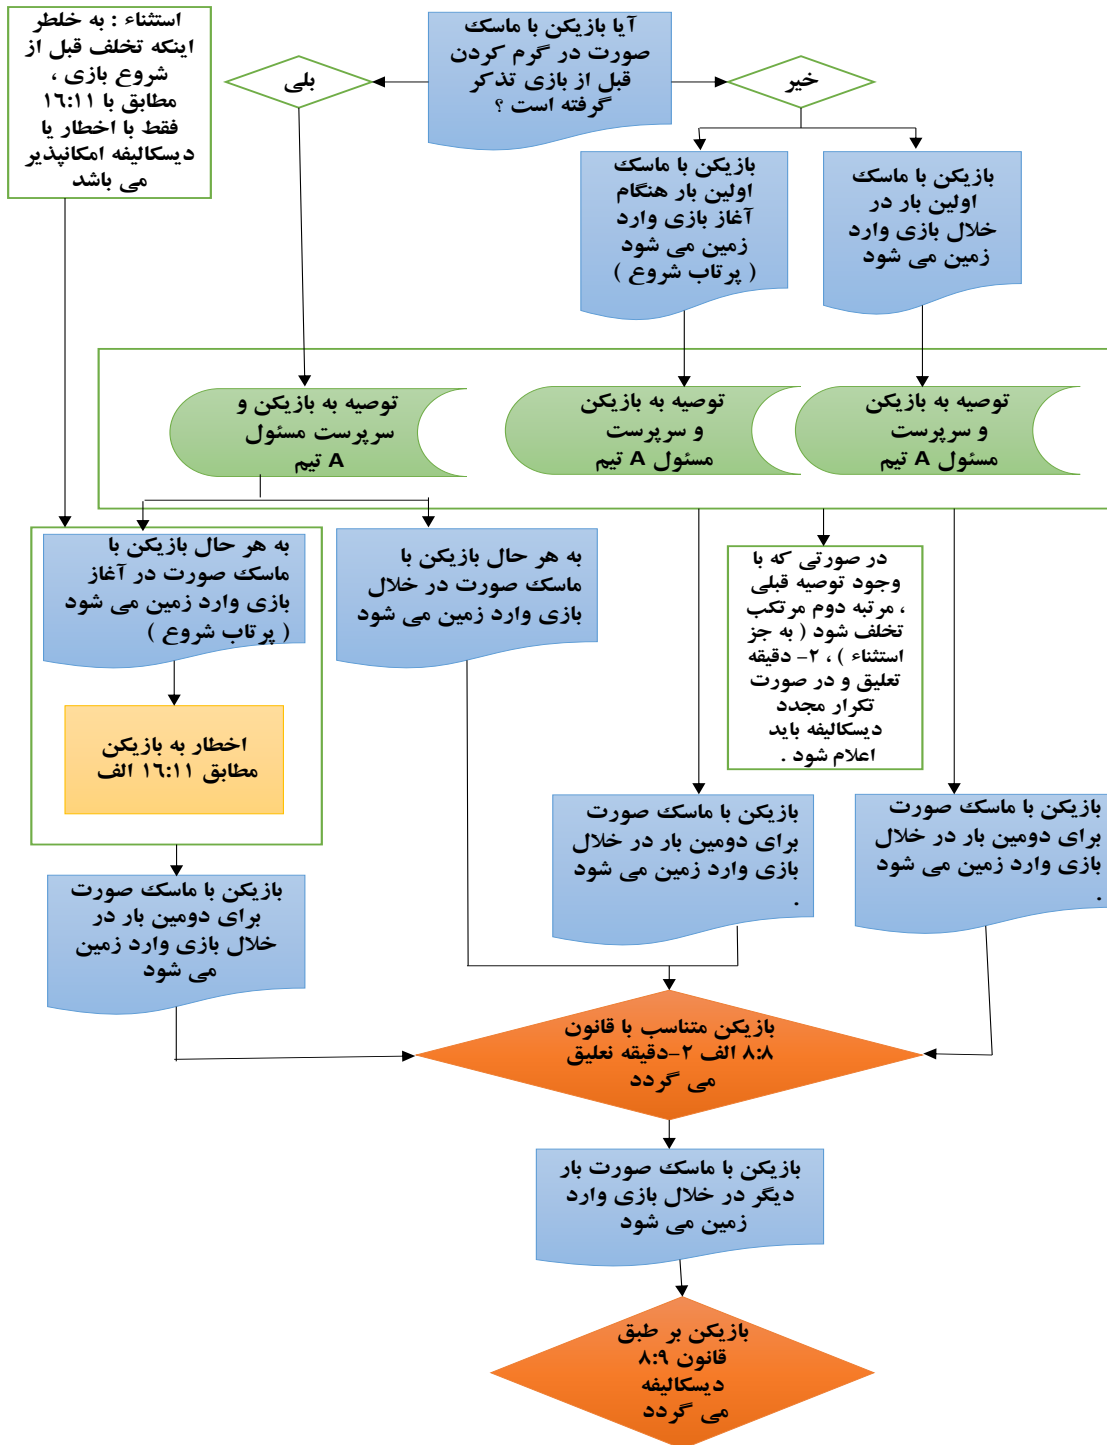 استثناء : به خلطر
اینکه تخلف قبل از
شروع بازی ،
مطابق با ۱٦:۱۱
فقط با اخطار یا
دیسکالیفه امکانپذیر
می باشد
آیا بازیکن با ماسک
صورت در گرم کردن
قبل از بازی تذکر
گرفته است ؟
بلی
خیر
بازیکن با ماسک
اولین بار هنگام
آغاز بازی وارد
زمین می شود
( پرتاب شروع )
بازیکن با ماسک
اولین بار در
خلال بازی وارد
زمین می شود
توصیه به بازیکن و
سرپرست مسئول
تیم A
توصیه به بازیکن
و سرپرست
مسئول A تیم
توصیه به بازیکن
و سرپرست
مسئول A تیم
به هر حال بازیکن با
ماسک صورت در آغاز
بازی وارد زمین می شود
( پرتاب شروع )
به هر حال بازیکن با
ماسک صورت در خلال
بازی وارد زمین می شود
در صورتی که با
وجود توصیه قبلی
، مرتبه دوم مرتکب
تخلف شود ( به جز
استثناء ) ، ۲- دقیقه
تعلیق و در صورت
تکرار مجدد
دیسکالیفه باید
اعلام شود .
اخطار به بازیکن
مطابق ۱٦:۱۱ الف
بازیکن با ماسک صورت
برای دومین بار در خلال
بازی وارد زمین می شود
.
بازیکن با ماسک صورت
برای دومین بار در خلال
بازی وارد زمین می شود
.
بازیکن با ماسک صورت
برای دومین بار در
خلال بازی وارد زمین
می شود
بازیکن متناسب با قانون
۸:۸ الف ۲-دقیقه نعلیق
می گردد
بازیکن با ماسک صورت بار
دیگر در خلال بازی وارد
زمین می شود
بازیکن بر طبق
قانون ۸:۹
دیسکالیفه
می گردد